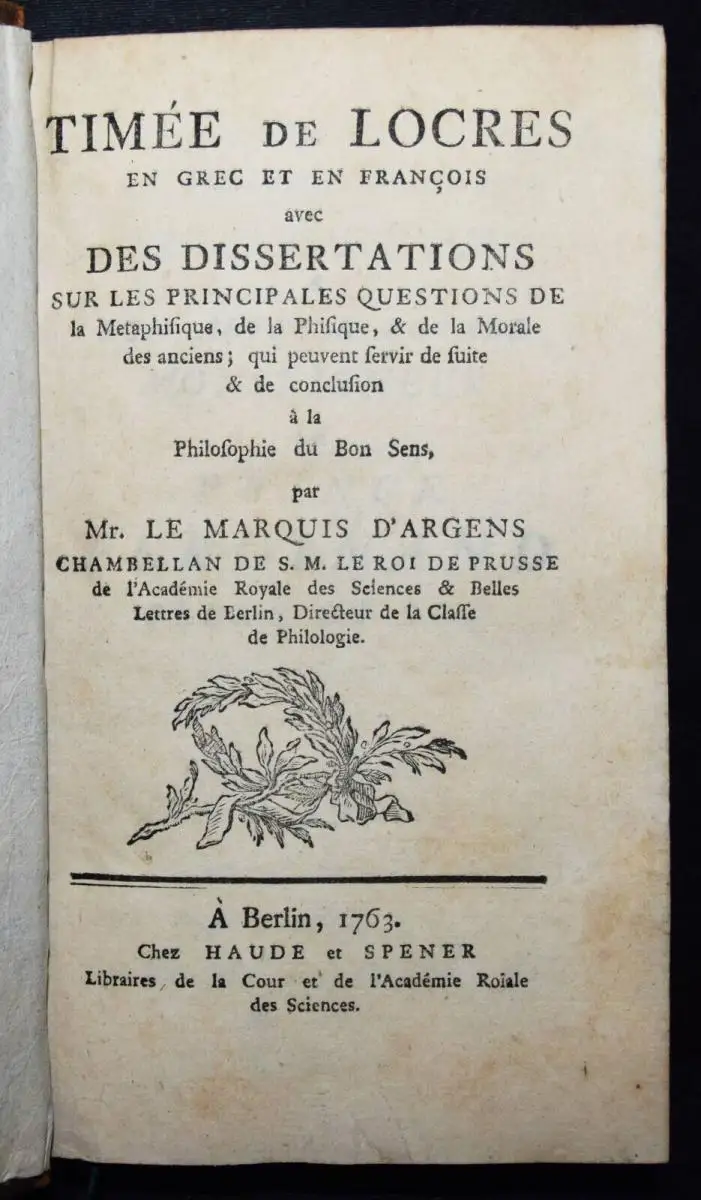 TIMÉE DE LOCRES
EN GREC ET EN FRANÇOIS
avec
DES DISSERTATIONS
SUR LES PRINCIPALES QUESTIONS DE
la Metaphiſique, de la Phiſique, & de la Morale
des anciens; qui peuvent ſervir de ſuite
& de concluſion
à la
Philoſophie du Bon Sens,
par
Mr. LE MARQUIS D'ARGENS
CHAMBELLAN DE S. M. LE ROI DE PRUSSE
de l'Académie Royale des Sciences & Belles
Lettres de Berlin, Directeur de la Claſſe
de Philologie.
À Berlin, 1763.
Chez HAUDE et SPENER
Libraires de la Cour et de l'Académie Roïale
des Sciences.